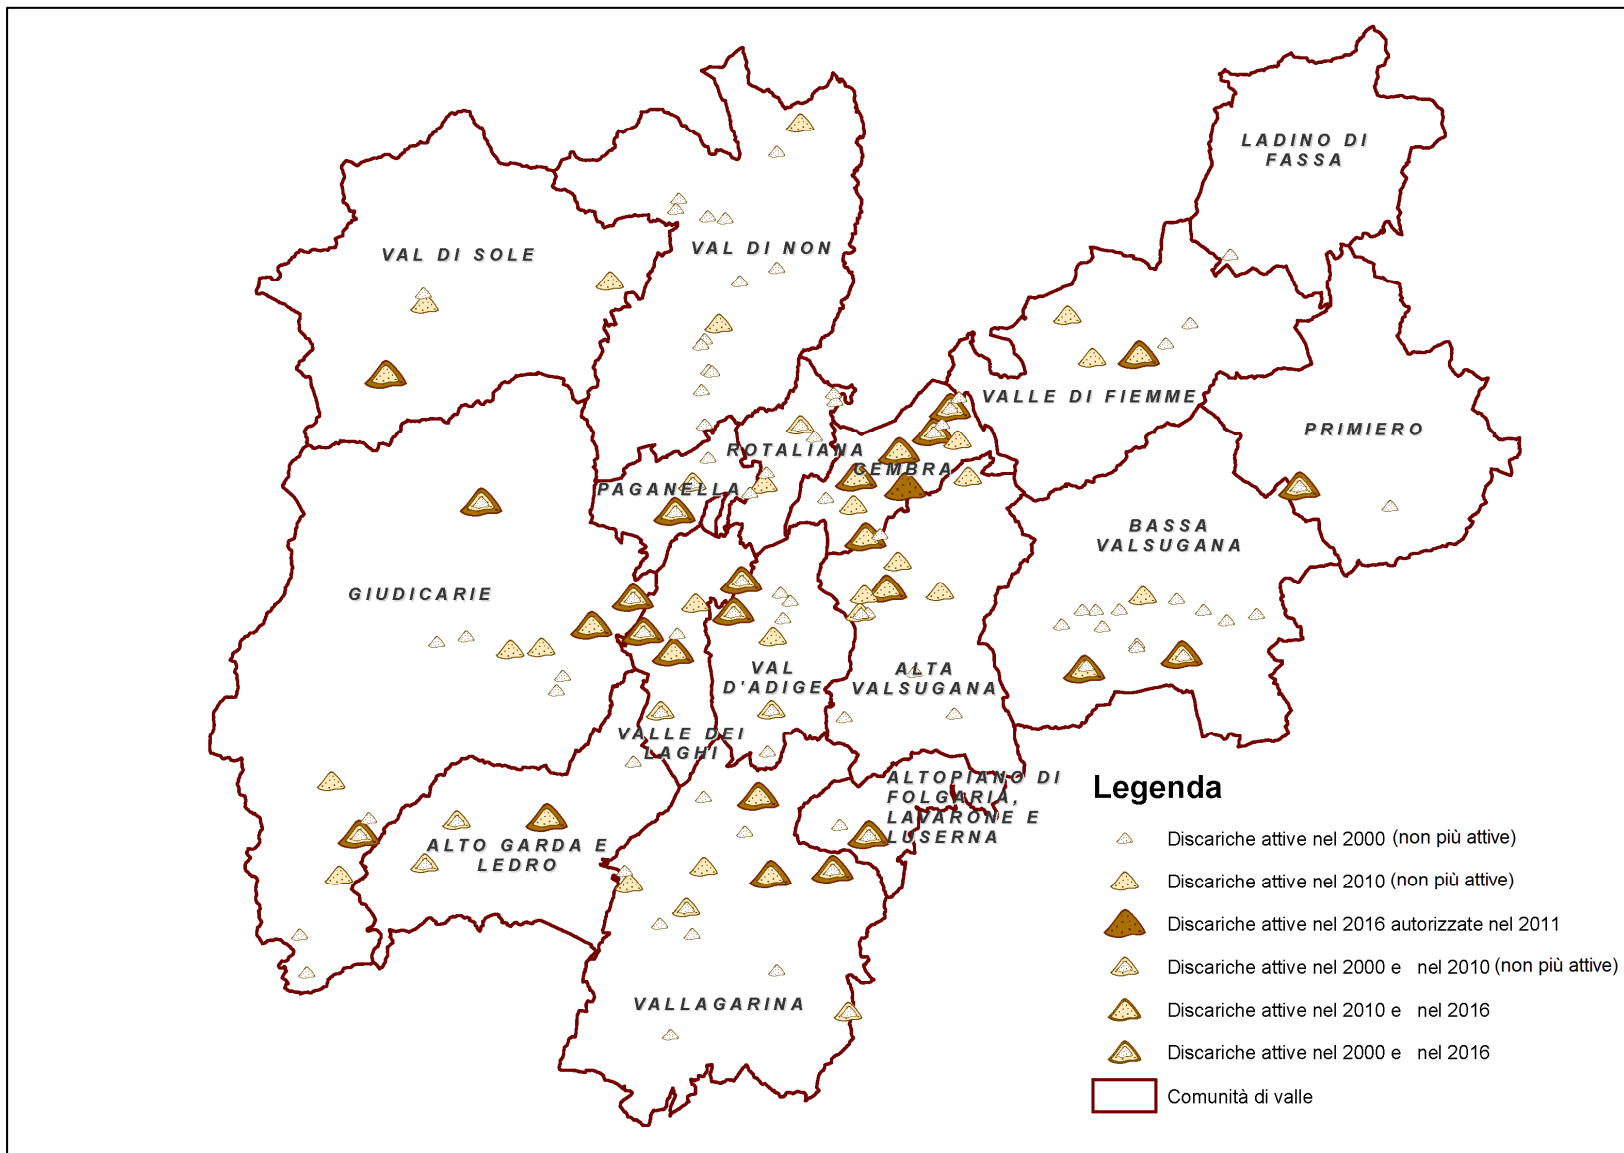 LADINO DI
FASSA
VAL DI SOLE
VAL DI NON
VALLE DI FIEMME
PRIMIERO
ROTALIANA
CEMBRA
PAGANELLA
BASSA
VALSUGANA
GIUDICARIE
VAL
D'ADIGE
ALTA
VALSUGANA
VALLE DEI
LAGHI
ALTOPIANO DI
FOLGARIA,
LAVARONE E
LUSERNA
ALTO GARDA E
LEDRO
VALLAGARINA
Legenda
Discariche attive nel 2000 (non più attive)
Discariche attive nel 2010 (non più attive)
Discariche attive nel 2016 autorizzate nel 2011
Discariche attive nel 2000 e nel 2010 (non più attive)
Discariche attive nel 2010 e nel 2016
Discariche attive nel 2000 e nel 2016
Comunità di valle